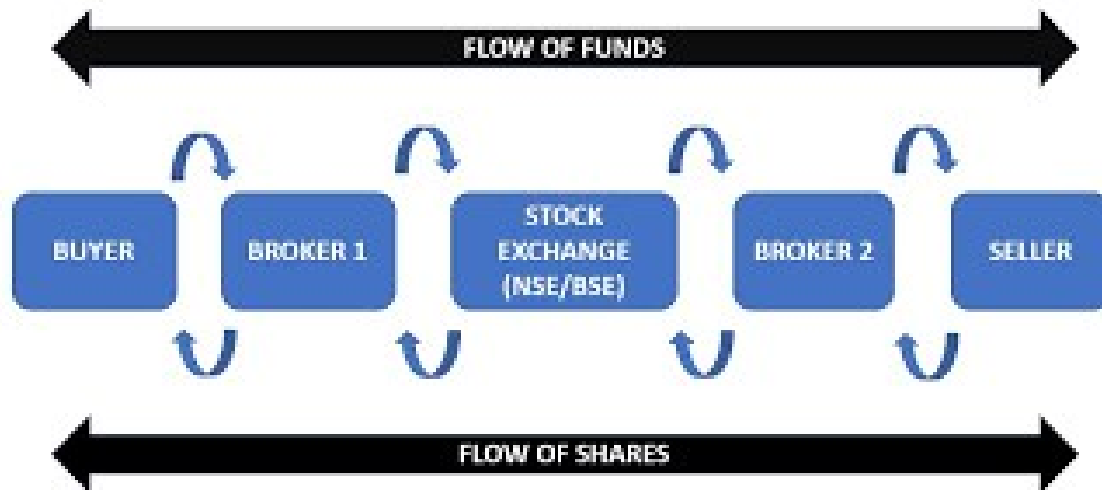 FLOW OF FUNDS
BUYER
BROKER 1
STOCK
EXCHANGE
(NSE/BSE)
BROKER 2
SELLER
FLOW OF SHARES